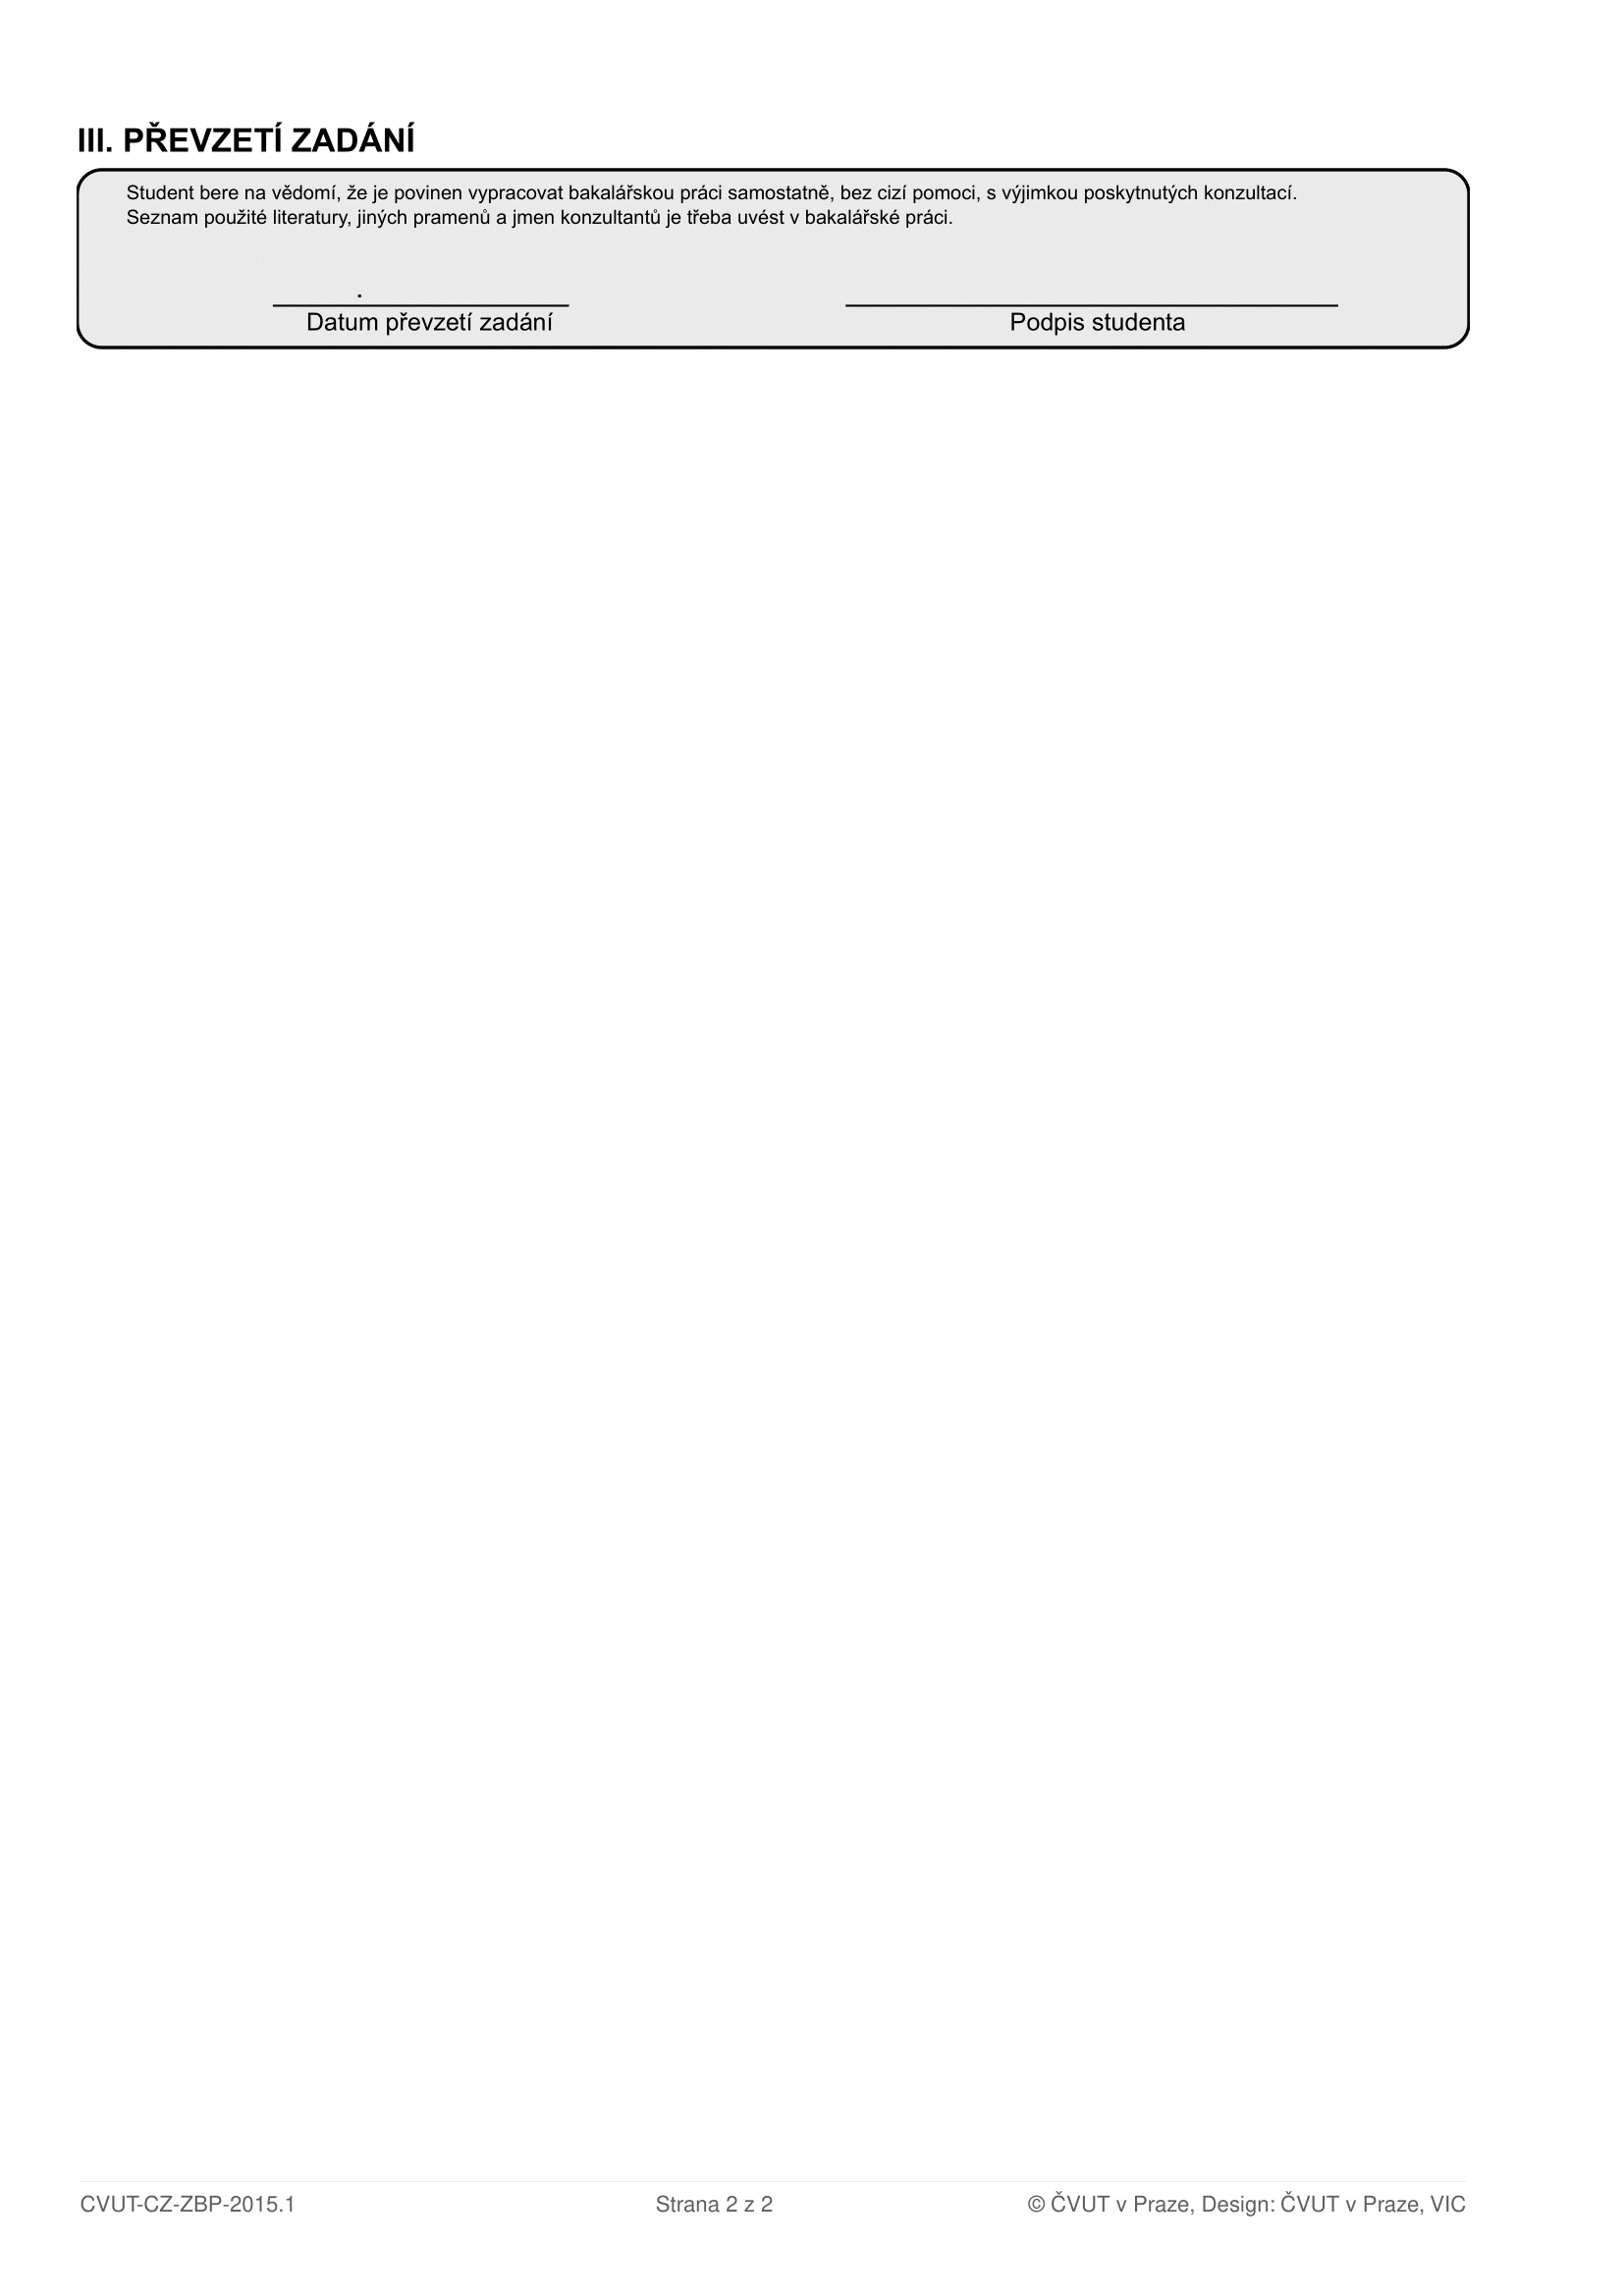 III. PŘEVZETÍ ZADÁNÍ
Student bere na vědomí, že je povinen vypracovat bakalářskou práci samostatně, bez cizí pomoci, s výjimkou poskytnutých konzultací.
Seznam použité literatury, jiných pramenů a jmen konzultantů je třeba uvést v bakalářské práci.
.
Datum převzetí zadání Podpis studenta
CVUT-CZ-ZBP-2015.1 Strana 2 z 2 © ČVUT v Praze, Design: ČVUT v Praze, VIC